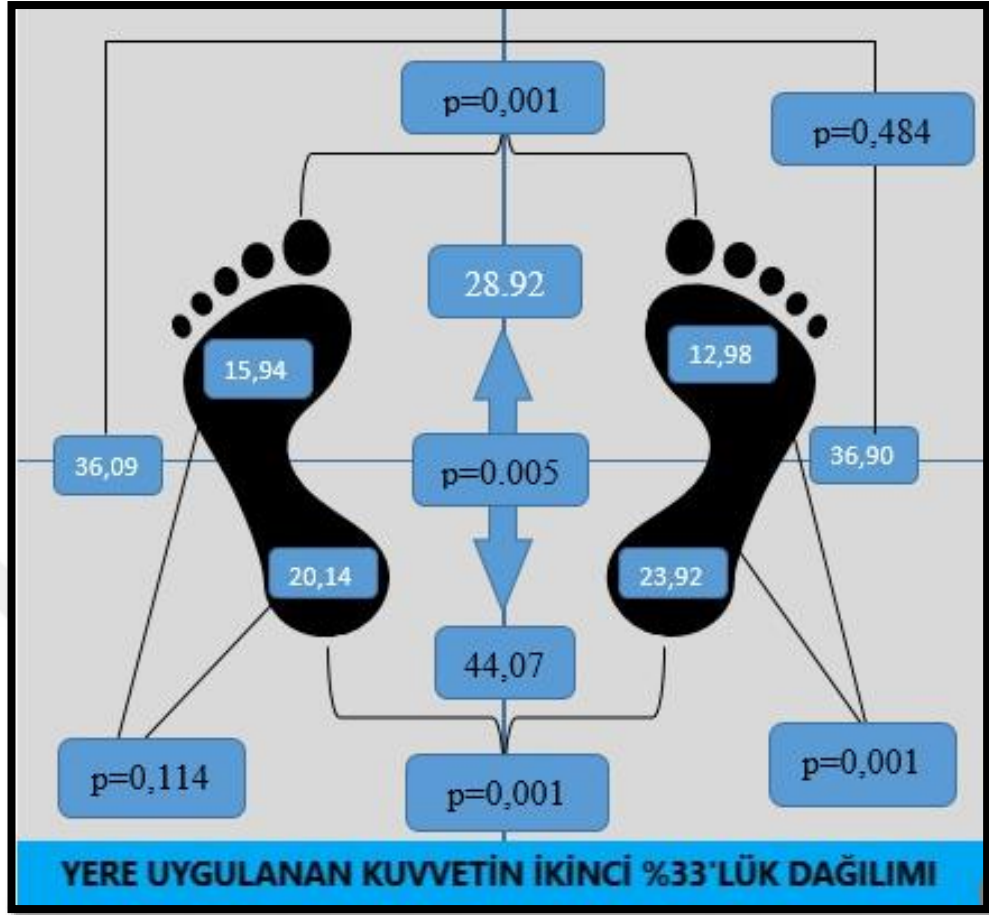 p=0,001
p=0,484
28.92
15,94
12,98
36,09
p=0.005
36,90
20,14
23,92
44,07
p=0,114
p=0,001
p=0,001
YERE UYGULANAN KUVVETİN İKİNCİ %33'LÜK DAĞILIMI